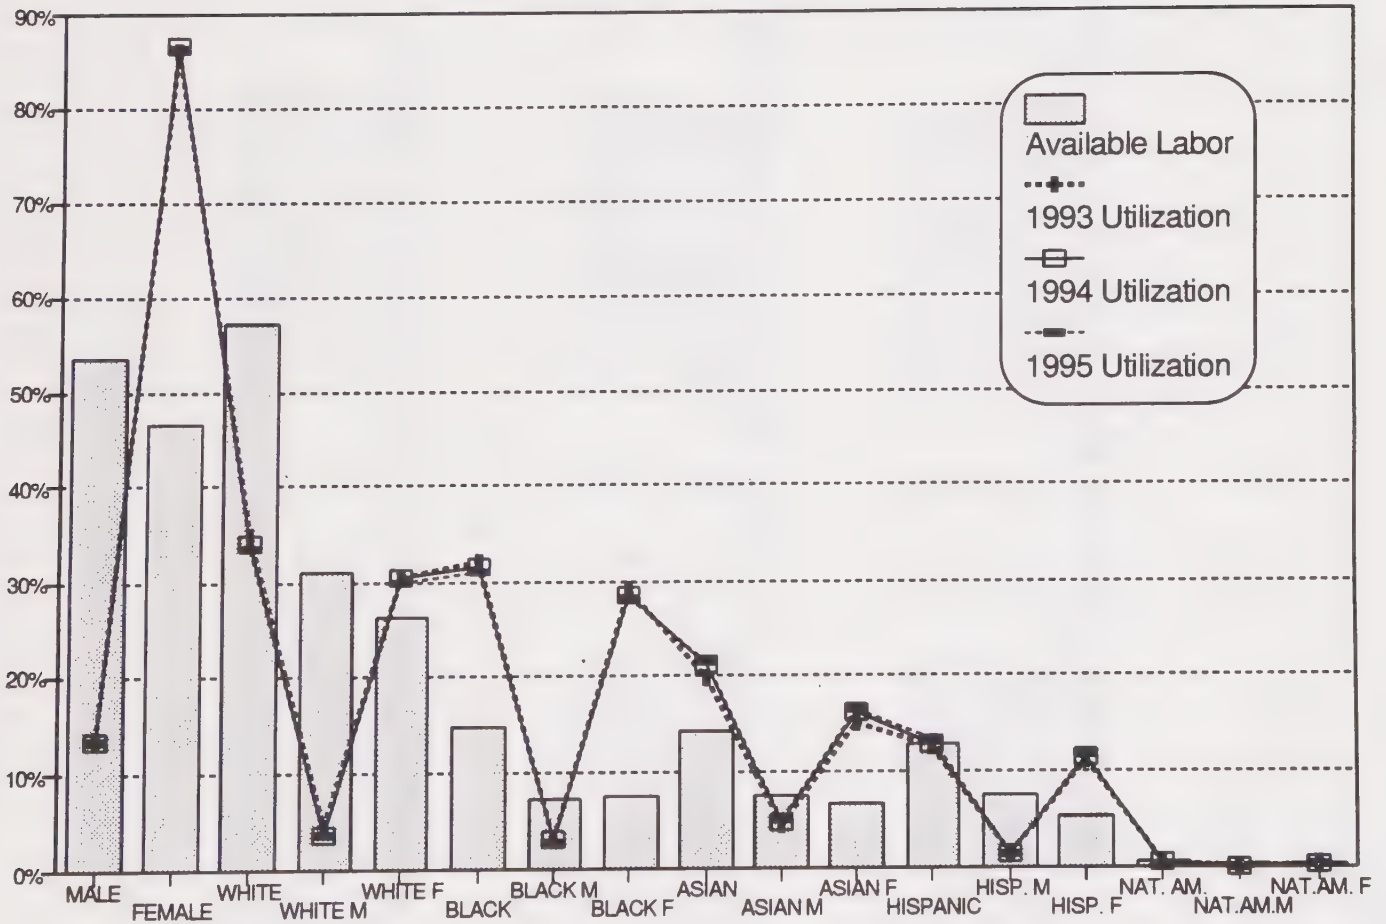 90%
80%
70%
60%
50%
40%
30%
20%
10%
0%
Available Labor
1993 Utilization
1994 Utilization
1995 Utilization
MALE
FEMALE
WHITE
WHITE M
WHITE F
BLACK
BLACK M
BLACK F
ASIAN
ASIAN M
ASIAN F
HISPANIC
HISP. M
HISP. F
NAT. AM.
NAT.AM.M
NAT.AM. F